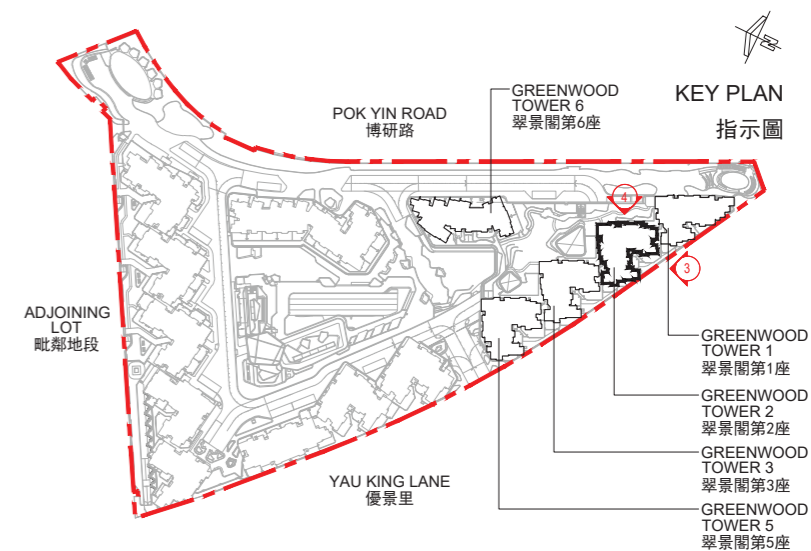 KEY PLAN
指示圖
GREENWOOD
TOWER 6
翠景閣第6座
POK YIN ROAD
博研路
4
3
ADJOINING
LOT
毗鄰地段
GREENWOOD
TOWER 1
翠景閣第1座
GREENWOOD
TOWER 2
翠景閣第2座
GREENWOOD
TOWER 3
翠景閣第3座
GREENWOOD
TOWER 5
翠景閣第5座
YAU KING LANE
優景里
N